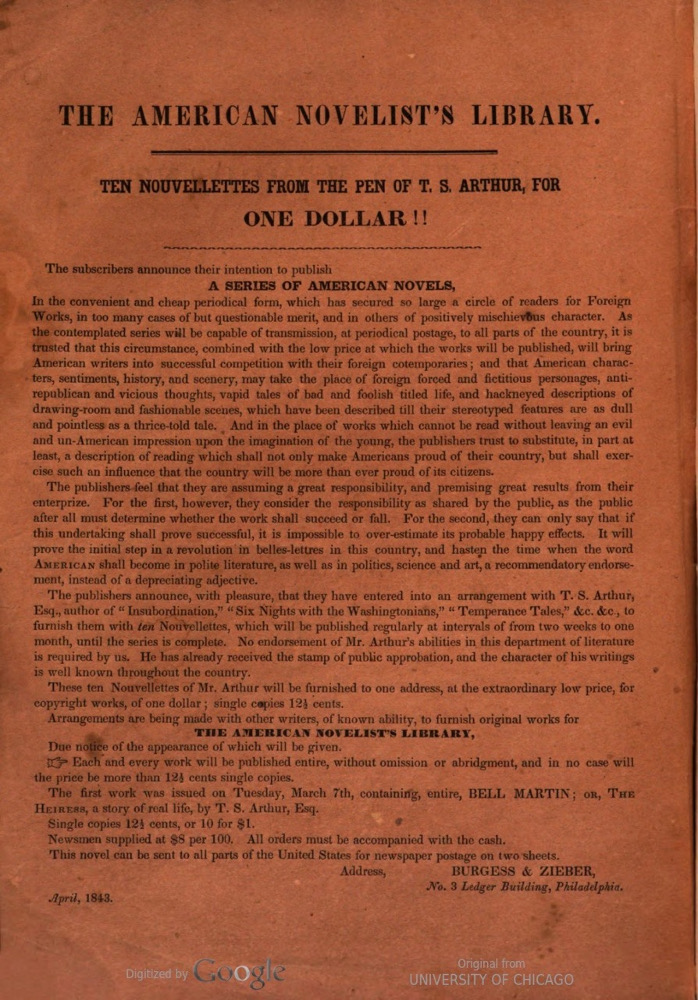 THE AMERICAN NOVELIST'S LIBRARY.
TEN NOUVELLETTES FROM THE PEN OF T. S. ARTHUR, FOR
ONE DOLLAR!!
The subscribers announce their intention to publish
A SERIES OF AMERICAN NOVELS,
In the convenient and cheap periodical form, which has secured so large a circle of readers for Foreign
Works, in too many cases of but questionable merit, and in others of positively mischievous character. As
the contemplated series will be capable of transmission, at periodical postage, to all parts of the country, it is
trusted that this circumstance, combined with the low price at which the works will be published, will bring
American writers into successful competition with their foreign cotemporaries; and that American charac-
ters, sentiments, history, and scenery, may take the place of foreign forced and fictitious personages, anti-
republican and vicious thoughts, vapid tales of bad and foolish titled life, and hackneyed descriptions of
drawing-room and fashionable scenes, which have been described till their stereotyped features are as dull
and pointless as a thrice-told tale. And in the place of works which cannot be read without leaving an evil
and un-American impression upon the imagination of the young, the publishers trust to substitute, in part at
least, a description of reading which shall not only make Americans proud of their country, but shall exer-
cise such an influence that the country will be more than ever proud of its citizens.
The publishers feel that they are assuming a great responsibility, and premising great results from their
enterprize. For the first, however, they consider the responsibility as shared by the public, as the public
after all must determine whether the work shall succeed or fall. For the second, they can only say that if
this undertaking shall prove successful, it is impossible to over-estimate its probable happy effects. It will
prove the initial step in a revolution in belles-lettres in this country, and hasten the time when the word
AMERICAN shall become in polite literature, as well as in politics, science and art, a recommendatory endorse-
ment, instead of a depreciating adjective.
The publishers announce, with pleasure, that they have entered into an arrangement with T. S. Arthur,
Esq., author of "Insubordination," "Six Nights with the Washingtonians," "Temperance Tales," &c. &c., to
furnish them with ten Nouvellettes, which will be published regularly at intervals of from two weeks to one
month, until the series is complete. No endorsement of Mr. Arthur's abilities in this department of literature
is required by us. He has already received the stamp of public approbation, and the character of his writings
is well known throughout the country.
These ten Nouvellettes of Mr. Arthur will be furnished to one address, at the extraordinary low price, for
copyright works, of one dollar; single copies 12½ cents.
Arrangements are being made with other writers, of known ability, to furnish original works for
THE AMERICAN NOVELIST'S LIBRARY,
Due notice of the appearance of which will be given.
☞ Each and every work will be published entire, without omission or abridgment, and in no case will
the price be more than 12½ cents single copies.
The first work was issued on Tuesday, March 7th, containing, entire, BELL MARTIN; OR, THE
HEIRESS, a story of real life, by T. S. Arthur, Esq.
Single copies 12½ cents, or 10 for $1.
Newsmen supplied at $8 per 100. All orders must be accompanied with the cash.
This novel can be sent to all parts of the United States for newspaper postage on two sheets.
Address, BURGESS & ZIEBER,
No. 3 Ledger Building, Philadelphia.
April, 1843.
Digitized by Google
Original from
UNIVERSITY OF CHICAGO